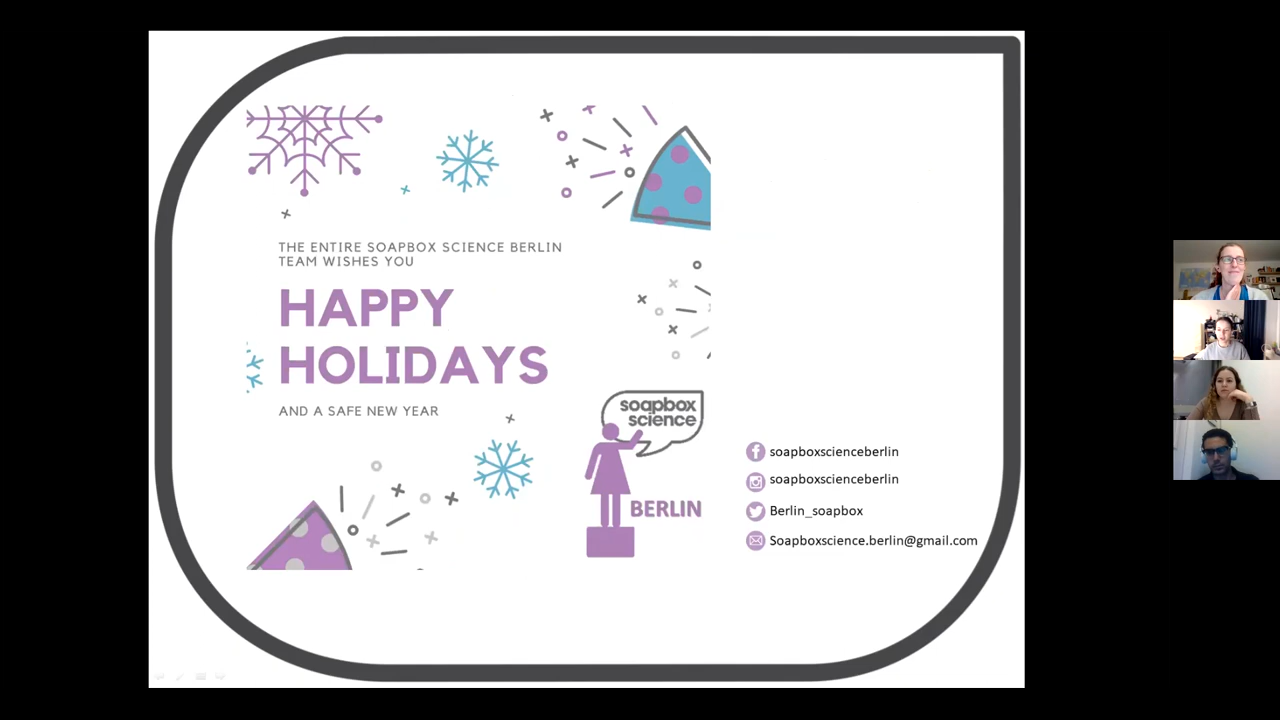 THE ENTIRE SOAPBOX SCIENCE BERLIN
TEAM WISHES YOU
HAPPY
HOLIDAYS
AND A SAFE NEW YEAR
soapbox
science
BERLIN
soapboxscienceberlin
soapboxscienceberlin
Berlin_soapbox
Soapboxscience.berlin@gmail.com